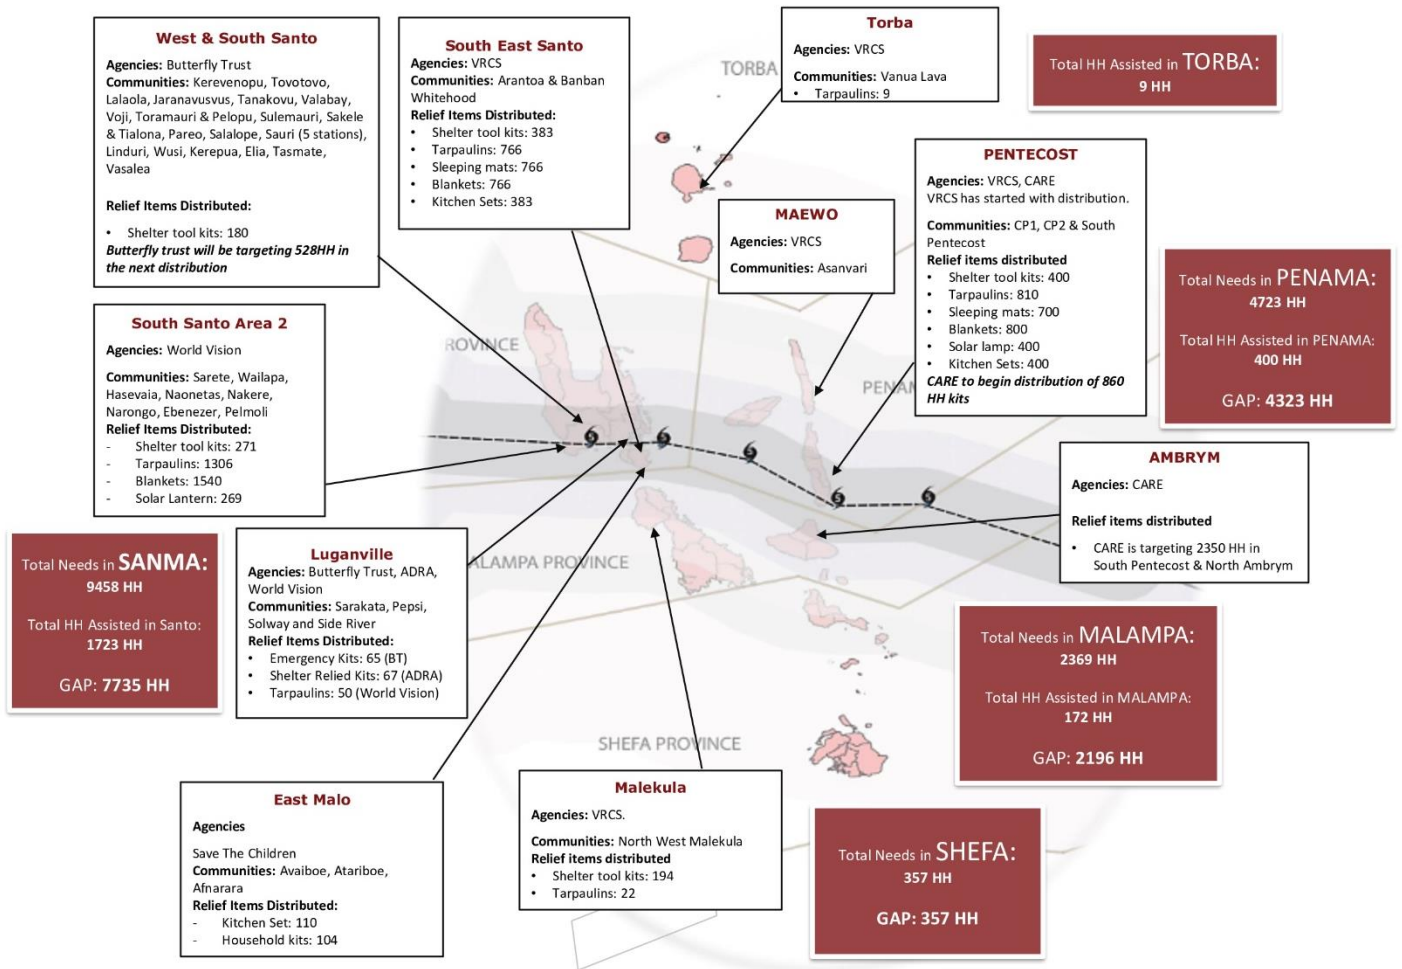 West & South Santo
Agencies: Butterfly Trust
Communities: Kerevenopu, Tovotovo,
Lalaola, Jaranavusvus, Tanakovu, Valabay,
Voji, Toramauri & Pelopu, Sulemauri, Sakele
& Tialona, Pareo, Salalope, Sauri (5 stations),
Linduri, Wusi, Kerepua, Elia, Tasmate,
Vasalea
Relief Items Distributed:
• Shelter tool kits: 180
Butterfly trust will be targeting 528HH in
the next distribution
South East Santo
Agencies: VRCS
Communities: Arantoa & Banban
Whitehood
Relief Items Distributed:
• Shelter tool kits: 383
• Tarpaulins: 766
• Sleeping mats: 766
• Blankets: 766
• Kitchen Sets: 383
TORBA
Torba
Agencies: VRCS
Communities: Vanua Lava
• Tarpaulins: 9
Total HH Assisted in TORBA:
9 HH
MAEWO
Agencies: VRCS
Communities: Asanvari
PENTECOST
Agencies: VRCS, CARE
VRCS has started with distribution.
Communities: CP1, CP2 & South
Pentecost
Relief items distributed
• Shelter tool kits: 400
• Tarpaulins: 810
• Sleeping mats: 700
• Blankets: 800
• Solar lamp: 400
• Kitchen Sets: 400
CARE to begin distribution of 860
HH kits
Total Needs in PENAMA:
4723 HH
Total HH Assisted in PENAMA:
400 HH
GAP: 4323 HH
South Santo Area 2
Agencies: World Vision
Communities: Sarete, Wailapa,
Hasevaia, Naonetas, Nakere,
Narongo, Ebenezer, Pelmoli
Relief Items Distributed:
- Shelter tool kits: 271
- Tarpaulins: 1306
- Blankets: 1540
- Solar Lantern: 269
ROVINCE
PENAM
AMBRYM
Agencies: CARE
Relief items distributed
• CARE is targeting 2350 HH in
South Pentecost & North Ambrym
Total Needs in SANMA:
9458 HH
Total HH Assisted in Santo:
1723 HH
GAP: 7735 HH
Luganville
Agencies: Butterfly Trust, ADRA,
World Vision
Communities: Sarakata, Pepsi,
Solway and Side River
Relief Items Distributed:
• Emergency Kits: 65 (BT)
• Shelter Relied Kits: 67 (ADRA)
• Tarpaulins: 50 (World Vision)
ALAMPA PROVINCE
Total Needs in MALAMPA:
2369 HH
Total HH Assisted in MALAMPA:
172 HH
GAP: 2196 HH
SHEFA PROVINCE
East Malo
Agencies
Save The Children
Communities: Avaiboe, Atariboe,
Afnarara
Relief Items Distributed:
- Kitchen Set: 110
- Household kits: 104
Malekula
Agencies: VRCS.
Communities: North West Malekula
Relief items distributed
• Shelter tool kits: 194
• Tarpaulins: 22
Total Needs in SHEFA:
357 HH
GAP: 357 HH